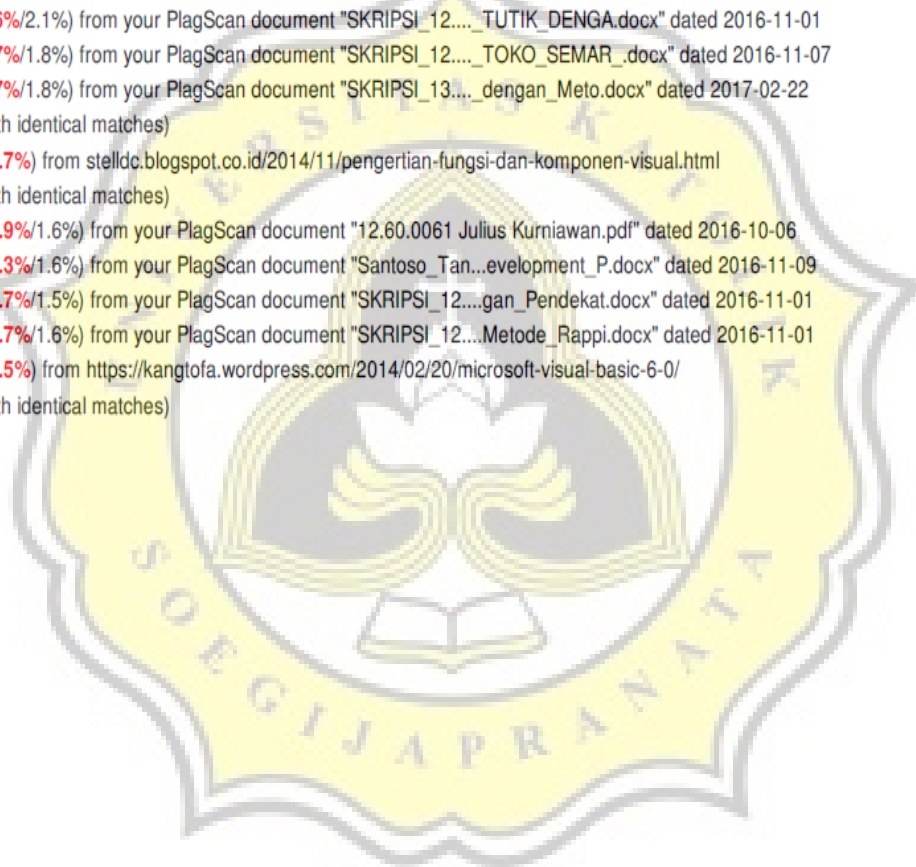 6%/2.1%) from your PlagScan document "SKRIPSI_12...._TUTIK_DENGA.docx" dated 2016-11-01
7%/1.8%) from your PlagScan document "SKRIPSI_12...._TOKO_SEMAR_.docx" dated 2016-11-07
7%/1.8%) from your PlagScan document "SKRIPSI_13...._dengan_Meto.docx" dated 2017-02-22
th identical matches)
.7%) from stelldc.blogspot.co.id/2014/11/pengertian-fungsi-dan-komponen-visual.html
th identical matches)
.9%/1.6%) from your PlagScan document "12.60.0061 Julius Kurniawan.pdf" dated 2016-10-06
.3%/1.6%) from your PlagScan document "Santoso_Tan...evelopment_P.docx" dated 2016-11-09
.7%/1.5%) from your PlagScan document "SKRIPSI_12....gan_Pendekat.docx" dated 2016-11-01
.7%/1.6%) from your PlagScan document "SKRIPSI_12....Metode_Rappi.docx" dated 2016-11-01
.5%) from https://kangtofa.wordpress.com/2014/02/20/microsoft-visual-basic-6-0/
th identical matches)
UNIVERSITAS KATOLIK
SOEGIJAPRANATA